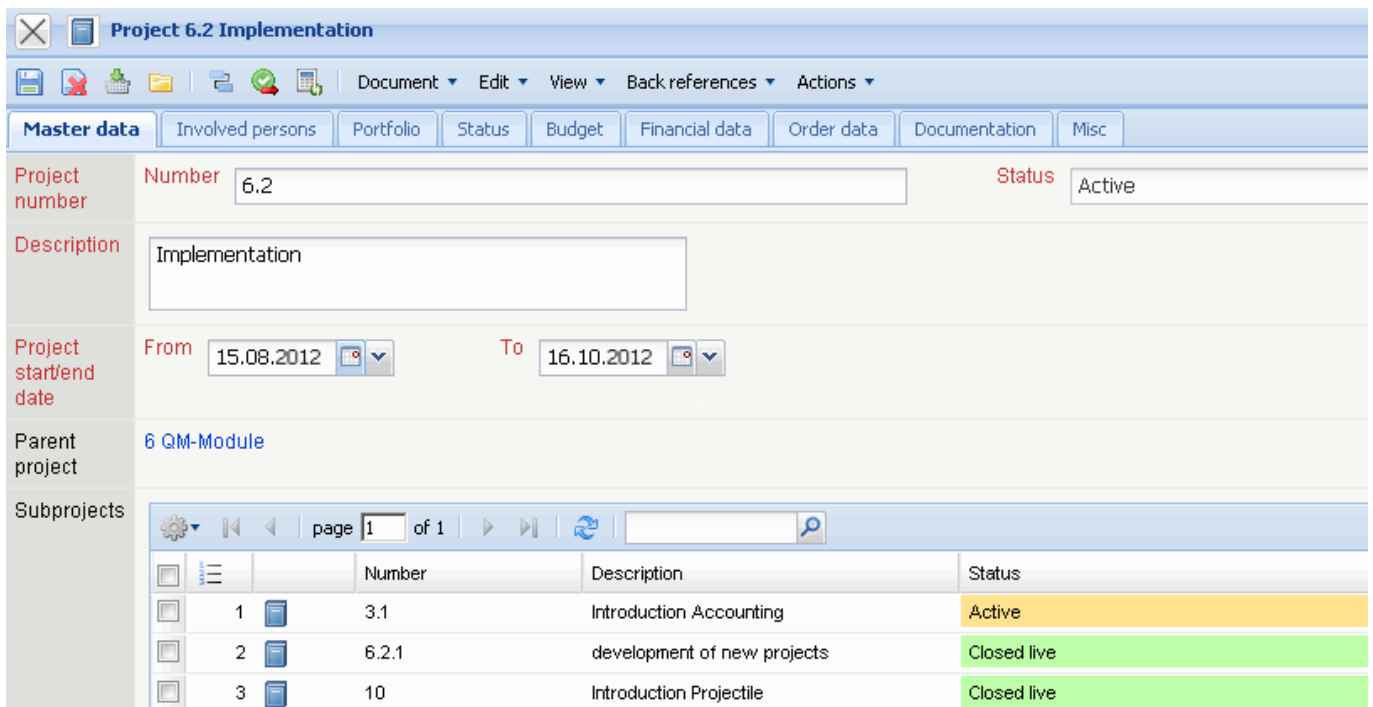 Project 6.2 Implementation
Document Edit View Back references Actions
Master data Involved persons Portfolio Status Budget Financial data Order data Documentation Misc
Project number Number 6.2 Status Active
Description Implementation
Project start/end date From 15.08.2012 To 16.10.2012
Parent project 6 QM-Module
Subprojects page 1 of 1
Number Description Status
1 3.1 Introduction Accounting Active
2 6.2.1 development of new projects Closed live
3 10 Introduction Projectile Closed live